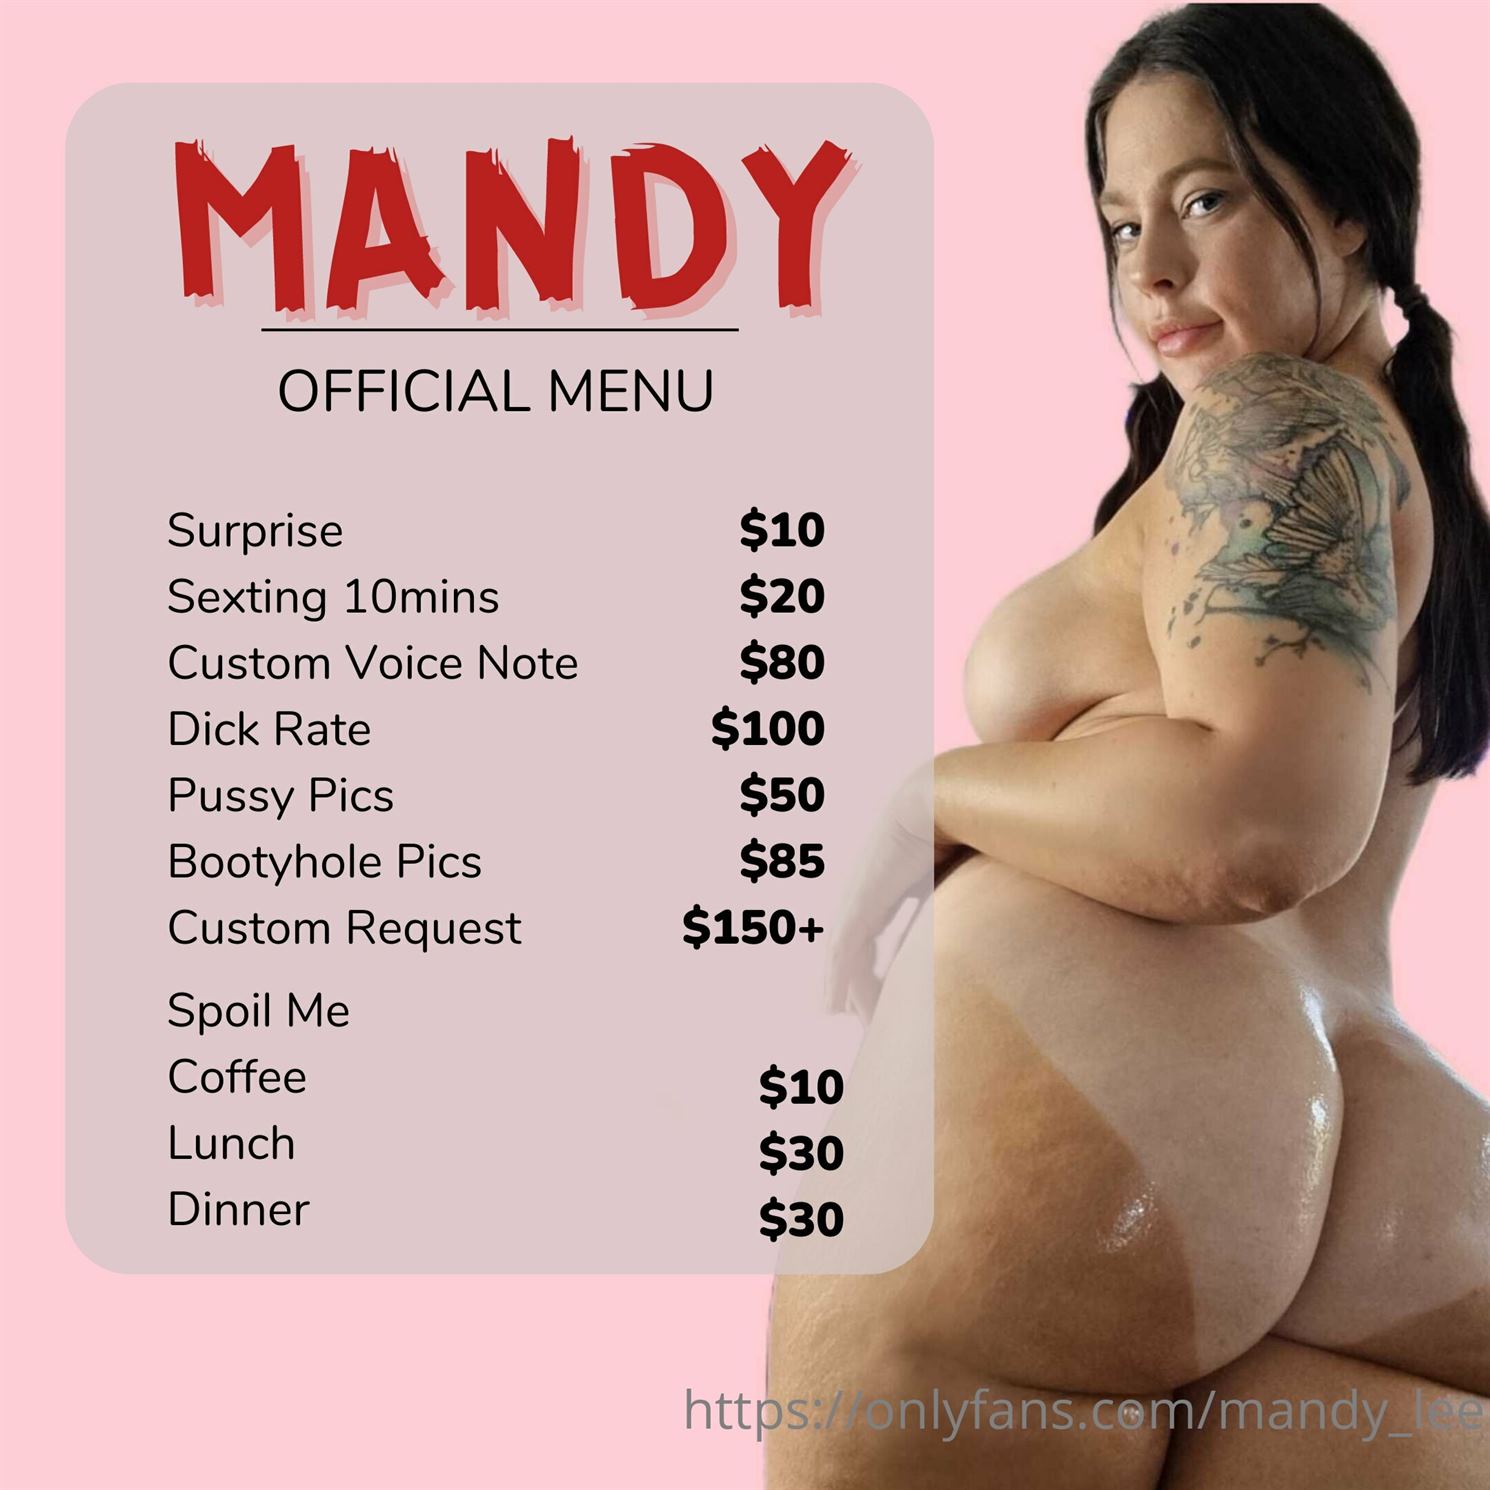 MANDY
OFFICIAL MENU
Surprise $10
Sexting 10mins $20
Custom Voice Note $80
Dick Rate $100
Pussy Pics $50
Bootyhole Pics $85
Custom Request $150+
Spoil Me
Coffee $10
Lunch $30
Dinner $30
https://onlyfans.com/mandy_lee